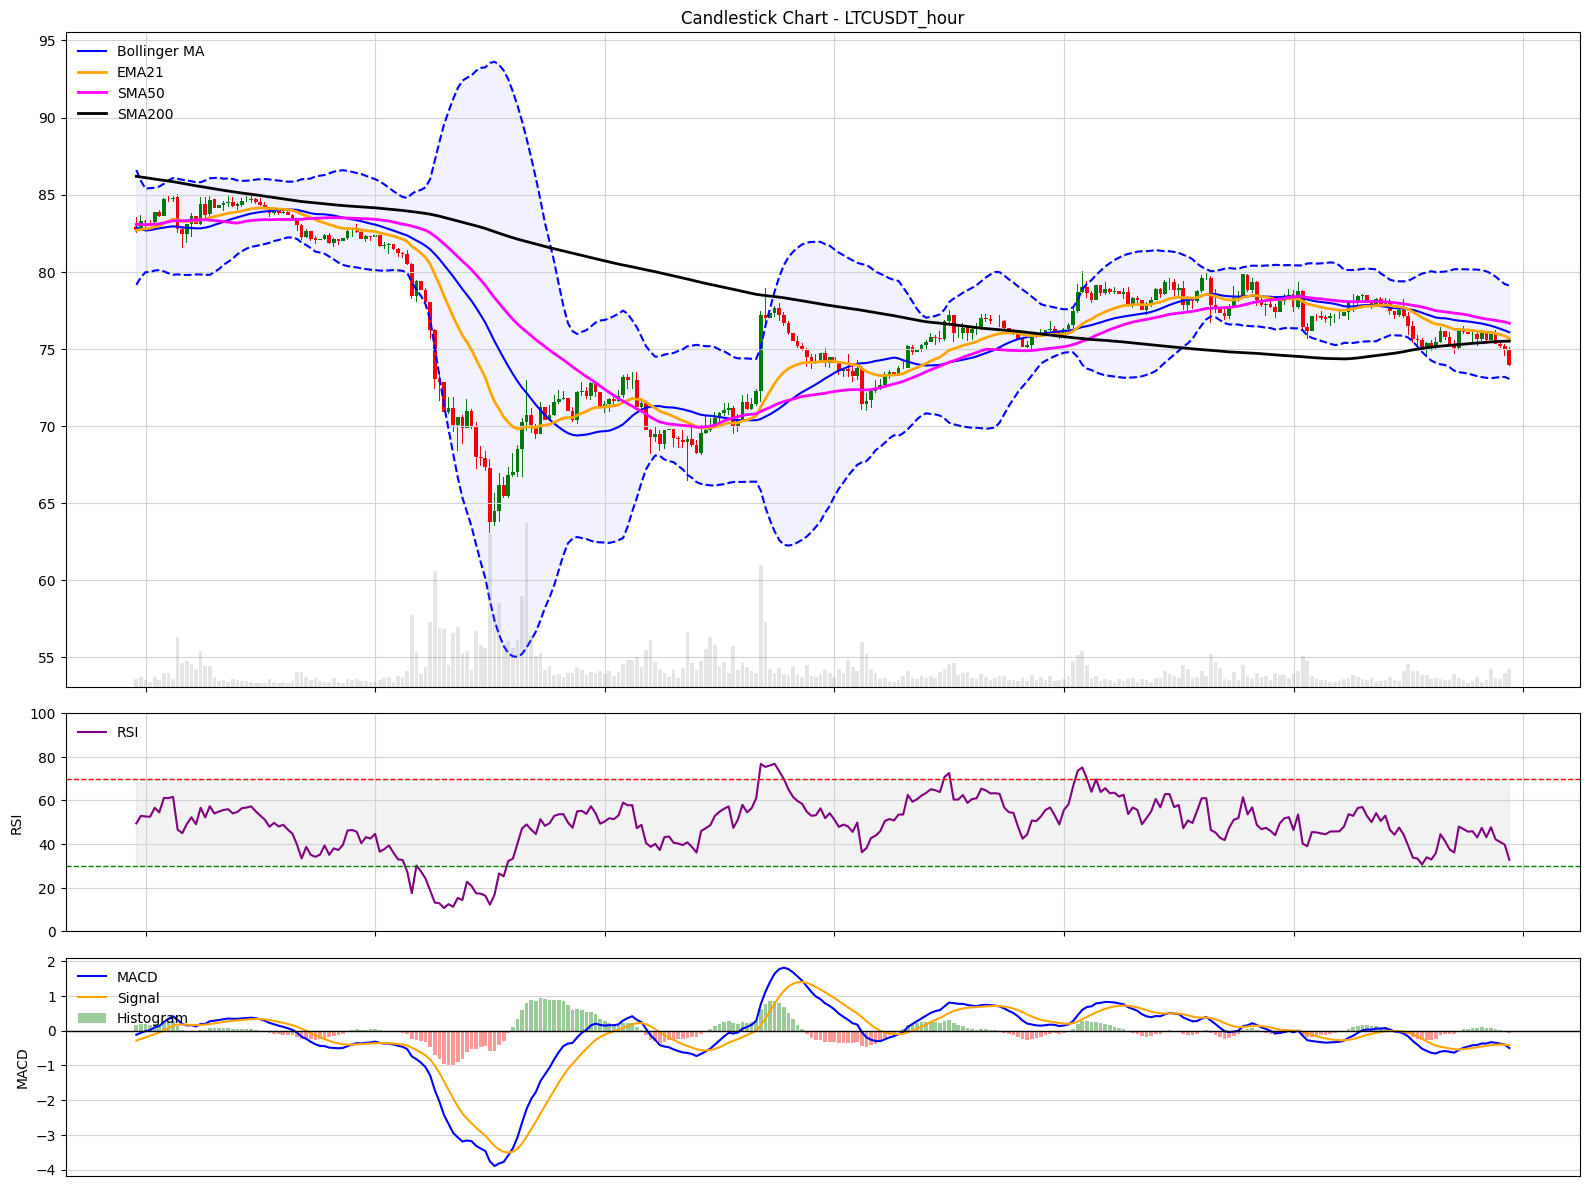 Candlestick Chart - LTCUSDT_hour
95
90
85
80
75
70
65
60
55
Bollinger MA
EMA21
SMA50
SMA200
100
80
60
40
20
0
RSI
RSI
2
1
0
−1
−2
−3
−4
MACD
MACD
Signal
Histogram